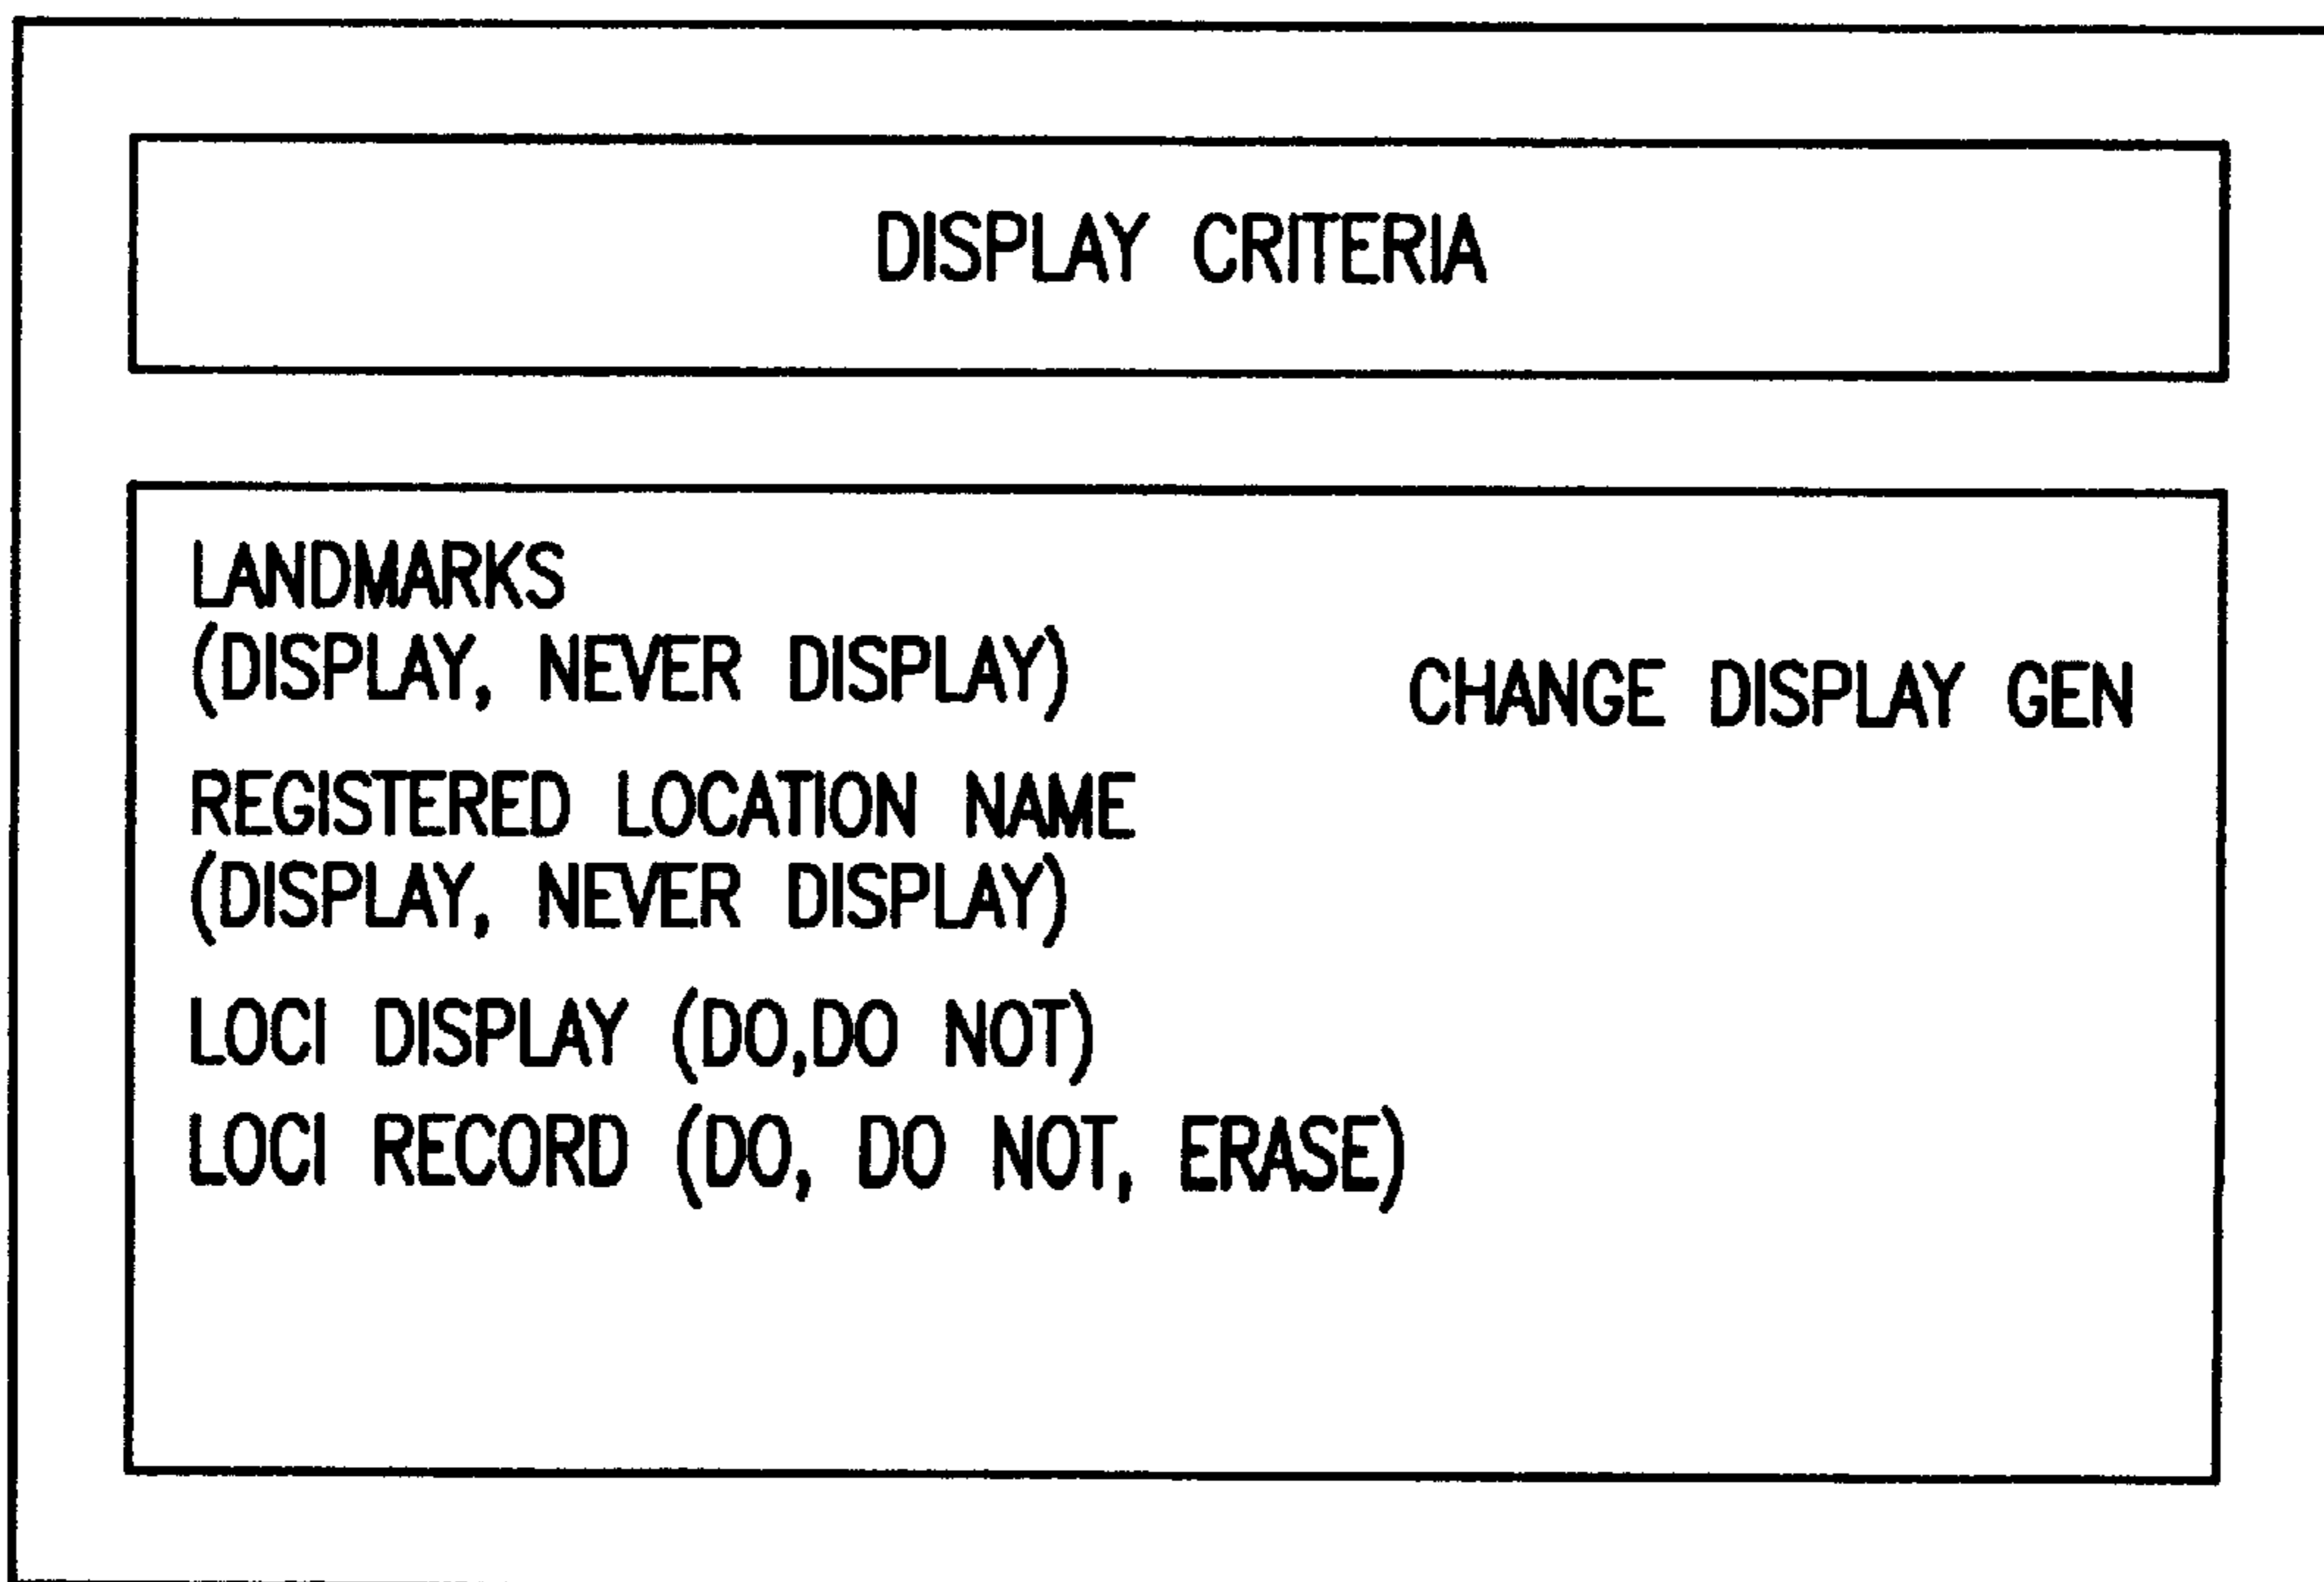 DISPLAY CRITERIA
LANDMARKS
(DISPLAY, NEVER DISPLAY)
CHANGE DISPLAY GEN
REGISTERED LOCATION NAME
(DISPLAY, NEVER DISPLAY)
LOCI DISPLAY (DO,DO NOT)
LOCI RECORD (DO, DO NOT, ERASE)